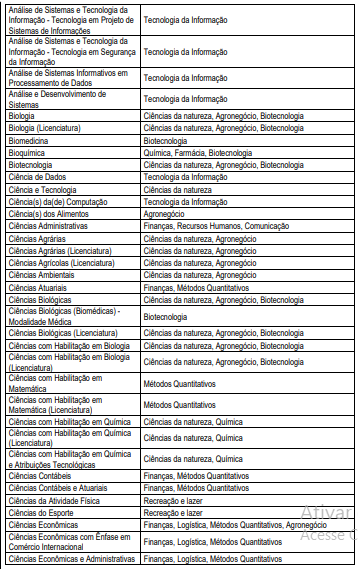 Análise de Sistemas e Tecnologia da
Informação - Tecnologia em Projeto de
Sistemas de Informações
Tecnologia da Informação
Análise de Sistemas e Tecnologia da
Informação - Tecnologia em Segurança
da Informação
Tecnologia da Informação
Análise de Sistemas Informativos em
Processamento de Dados
Tecnologia da Informação
Análise e Desenvolvimento de
Sistemas
Tecnologia da Informação
Biologia
Ciências da natureza, Agronegócio, Biotecnologia
Biologia (Licenciatura)
Ciências da natureza, Agronegócio, Biotecnologia
Biomedicina
Biotecnologia
Bioquímica
Química, Farmácia, Biotecnologia
Biotecnologia
Ciências da natureza, Agronegócio, Biotecnologia
Ciência de Dados
Tecnologia da Informação
Ciência e Tecnologia
Ciências da natureza
Ciência(s) da(de) Computação
Tecnologia da Informação
Ciência(s) dos Alimentos
Agronegócio
Ciências Administrativas
Finanças, Recursos Humanos, Comunicação
Ciências Agrárias
Ciências da natureza, Agronegócio
Ciências Agrárias (Licenciatura)
Ciências da natureza, Agronegócio
Ciências Agrícolas (Licenciatura)
Ciências da natureza, Agronegócio
Ciências Ambientais
Ciências da natureza, Agronegócio
Ciências Atuariais
Finanças, Métodos Quantitativos
Ciências Biológicas
Ciências da natureza, Agronegócio, Biotecnologia
Ciências Biológicas (Biomédicas) -
Modalidade Médica
Biotecnologia
Ciências Biológicas (Licenciatura)
Ciências da natureza, Agronegócio, Biotecnologia
Ciências com Habilitação em Biologia
Ciências da natureza, Agronegócio, Biotecnologia
Ciências com Habilitação em Biologia
(Licenciatura)
Ciências da natureza, Agronegócio, Biotecnologia
Ciências com Habilitação em
Matemática
Métodos Quantitativos
Ciências com Habilitação em
Matemática (Licenciatura)
Métodos Quantitativos
Ciências com Habilitação em Química
Ciências da natureza, Química
Ciências com Habilitação em Química
(Licenciatura)
Ciências da natureza, Química
Ciências com Habilitação em Química
e Atribuições Tecnológicas
Ciências da natureza, Química
Ciências Contábeis
Finanças, Métodos Quantitativos
Ciências Contábeis e Atuariais
Finanças, Métodos Quantitativos
Ciências da Atividade Física
Recreação e lazer
Ciências do Esporte
Recreação e lazer
Ciências Econômicas
Finanças, Logística, Métodos Quantitativos, Agronegócio
Ciências Econômicas com Ênfase em
Comércio Internacional
Finanças, Logística, Métodos Quantitativos
Ciências Econômicas e Administrativas
Finanças, Logística, Métodos Quantitativos
Ativar
Acesse C